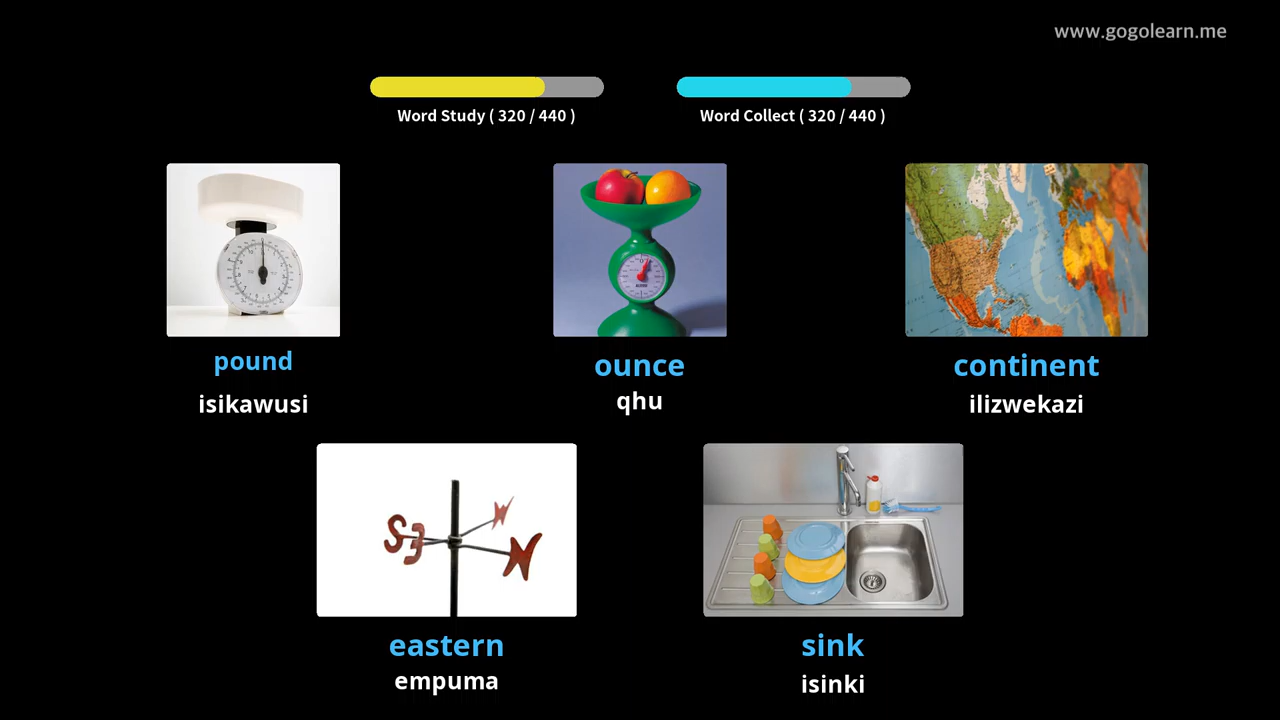 www.gogolearn.me
Word Study ( 320 / 440 )
Word Collect ( 320 / 440 )
pound
isikawusi
ounce
qhu
continent
ilizwekazi
eastern
empuma
sink
isinki
S
E
N